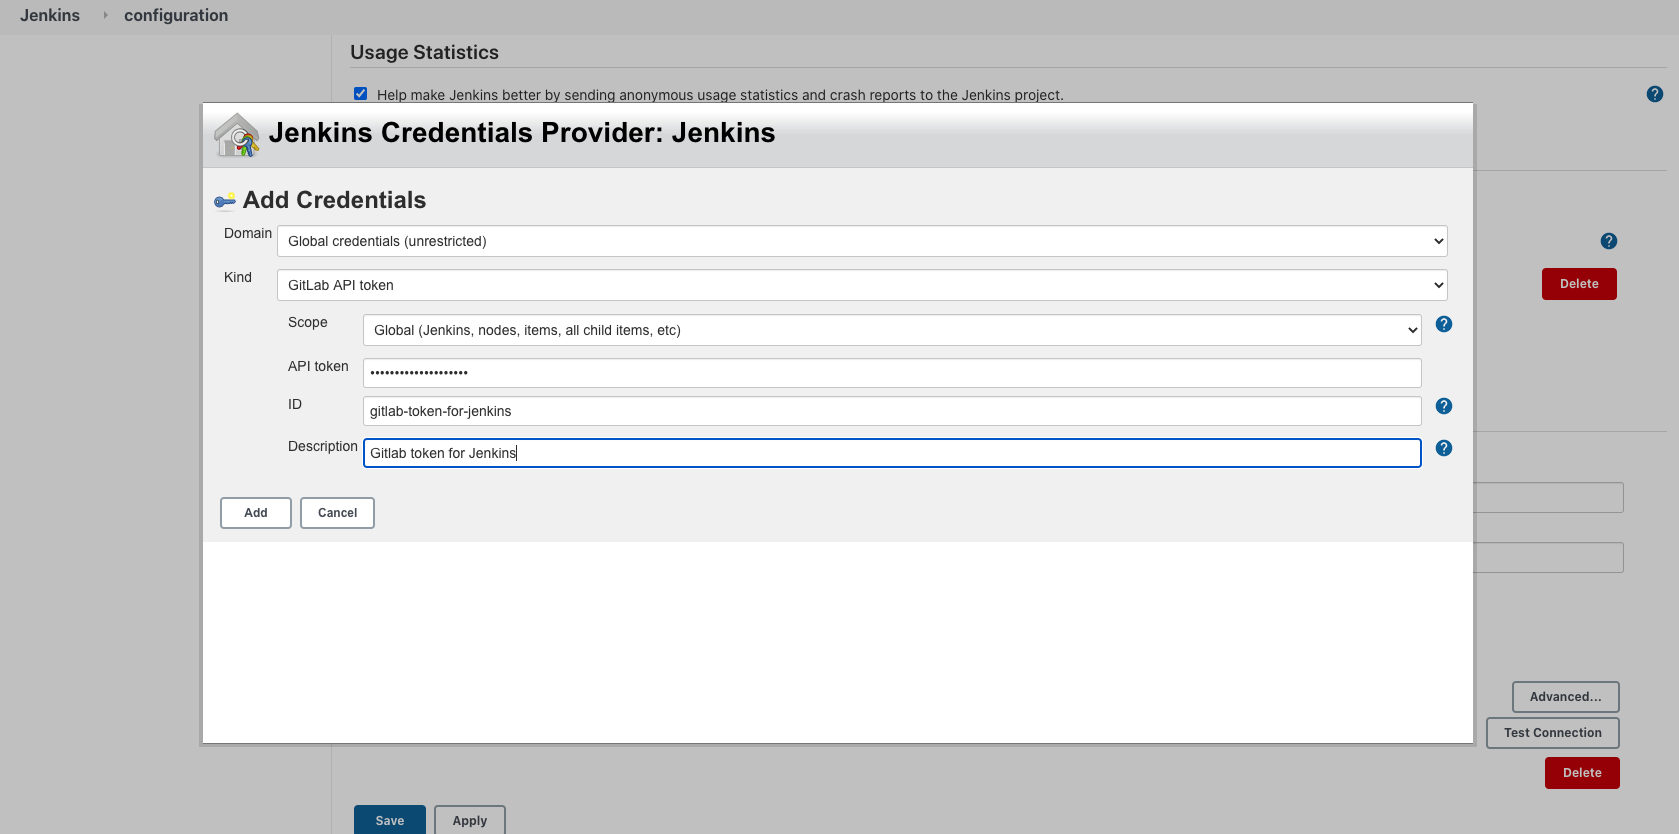 Jenkins configuration
Usage Statistics
Help make Jenkins better by sending anonymous usage statistics and crash reports to the Jenkins project.
?
Jenkins Credentials Provider: Jenkins
Add Credentials
Domain Global credentials (unrestricted)
?
Kind GitLab API token
Delete
Scope Global (Jenkins, nodes, items, all child items, etc) ?
API token ••••••••••••••••••••
ID gitlab-token-for-jenkins ?
Description Gitlab token for Jenkins ?
Add Cancel
Advanced...
Test Connection
Delete
Save Apply